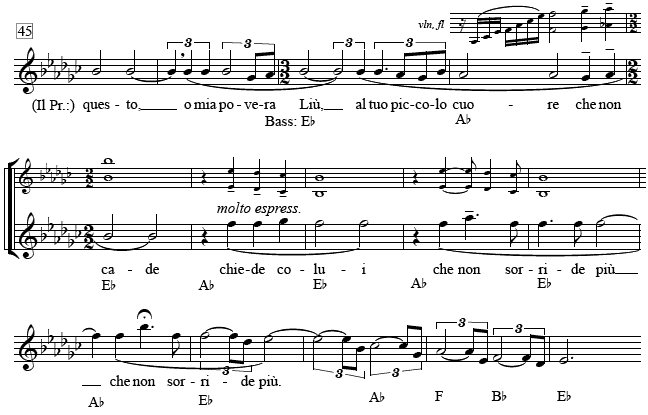 45
vln, fl
(Il Pr.:) ques - to, o mia po - ve - ra Liù, al tuo pic - co - lo cuo - re che non
Bass: E♭ A♭
molto espress.
ca - de chie - de co - lu - i che non sor - ri - de più
E♭ A♭ E♭ A♭ E♭
che non sor - ri - de più.
A♭ E♭ A♭ F B♭ E♭